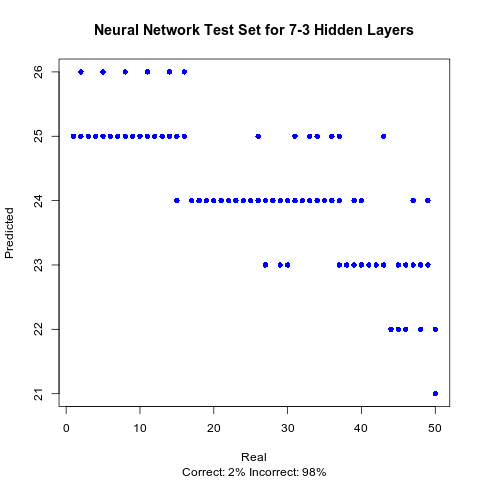 Neural Network Test Set for 7-3 Hidden Layers
26
25
24
23
22
21
Predicted
0 10 20 30 40 50
Real
Correct: 2% Incorrect: 98%